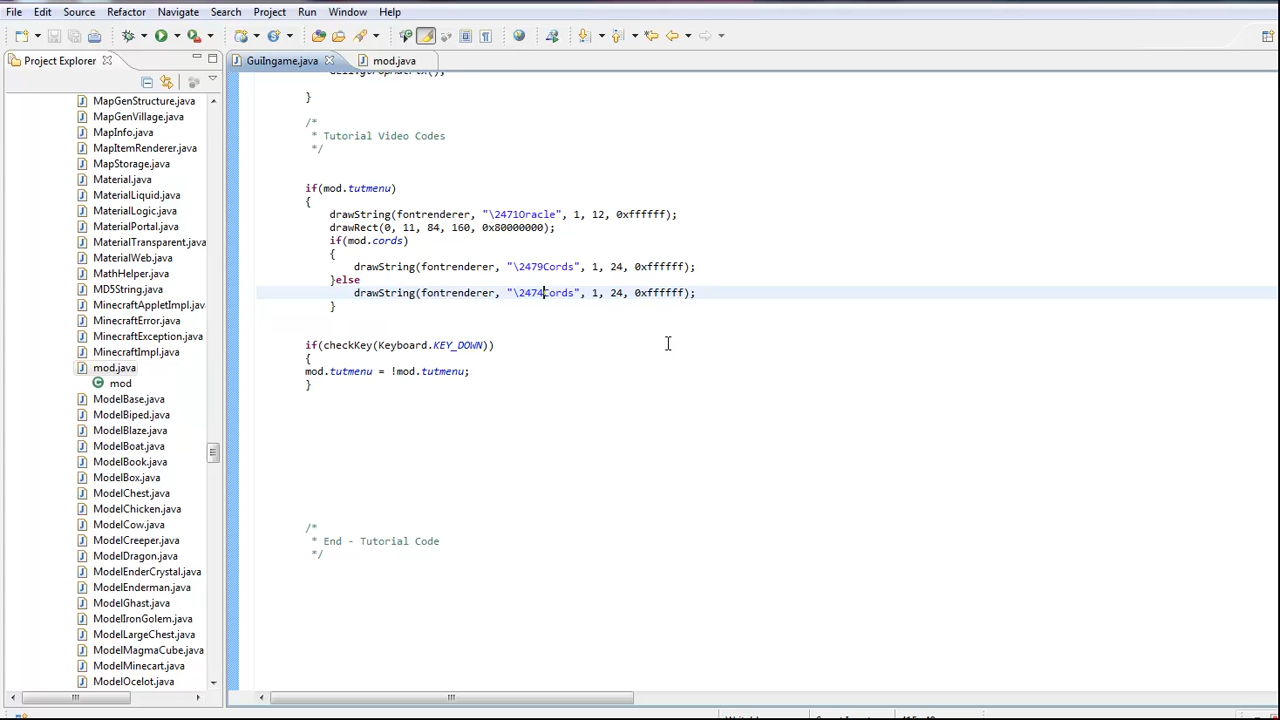 File Edit Source Refactor Navigate Search Project Run Window Help
Project Explorer
GuiIngame.java mod.java
MapGenStructure.java
MapGenVillage.java
MapInfo.java
MapItemRenderer.java
MapStorage.java
Material.java
MaterialLiquid.java
MaterialLogic.java
MaterialPortal.java
MaterialTransparent.java
MaterialWeb.java
MathHelper.java
MD5String.java
MinecraftAppletImpl.java
MinecraftError.java
MinecraftException.java
MinecraftImpl.java
mod.java
mod
ModelBase.java
ModelBiped.java
ModelBlaze.java
ModelBoat.java
ModelBook.java
ModelBox.java
ModelChest.java
ModelChicken.java
ModelCow.java
ModelCreeper.java
ModelDragon.java
ModelEnderCrystal.java
ModelEnderman.java
ModelGhast.java
ModelIronGolem.java
ModelLargeChest.java
ModelMagmaCube.java
ModelMinecart.java
ModelOcelot.java
}
/*
* Tutorial Video Codes
*/
if(mod.tutmenu)
{
drawString(fontrenderer, "\2471Oracle", 1, 12, 0xffffff);
drawRect(0, 11, 84, 160, 0x80000000);
if(mod.cords)
{
drawString(fontrenderer, "\2479Cords", 1, 24, 0xffffff);
}else
drawString(fontrenderer, "\2474Cords", 1, 24, 0xffffff);
}
if(checkKey(Keyboard.KEY_DOWN))
{
mod.tutmenu = !mod.tutmenu;
}
/*
* End - Tutorial Code
*/